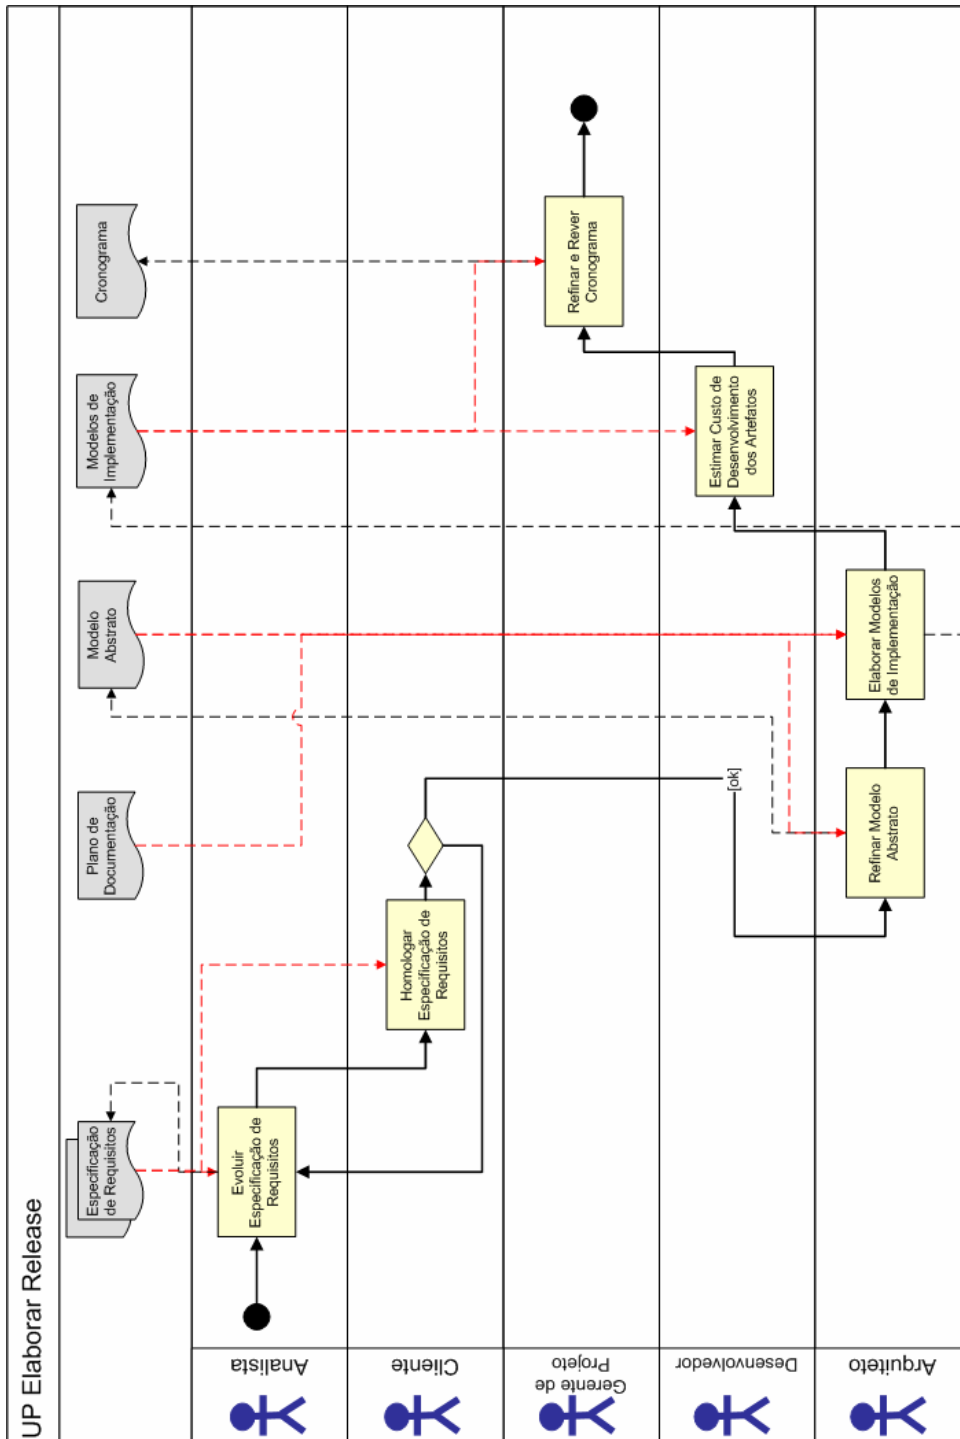 UP Elaborar Release
Especificação
de Requisitos
Plano de
Documentação
Modelo
Abstrato
Modelos de
Implementação
Cronograma
Analista
Evoluir
Especificação de
Requisitos
Cliente
Homologar
Especificação de
Requisitos
Gerente de
Projeto
Refinar e Rever
Cronograma
Desenvolvedor
[ok]
Estimar Custo de
Desenvolvimento
dos Artefatos
Arquiteto
Refinar Modelo
Abstrato
Elaborar Modelos
de Implementação